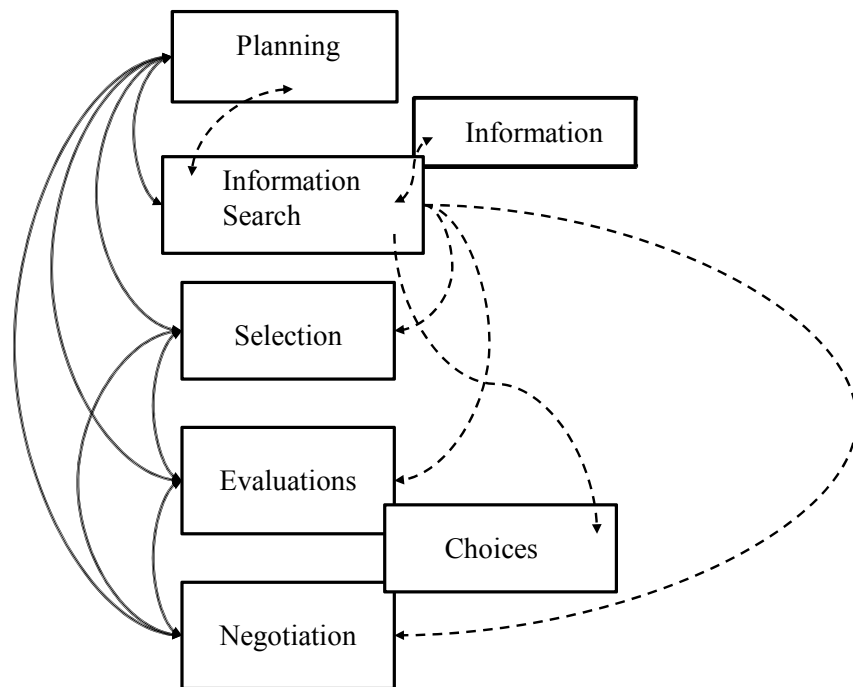 Planning
Information
Information
Search
Selection
Evaluations
Choices
Negotiation